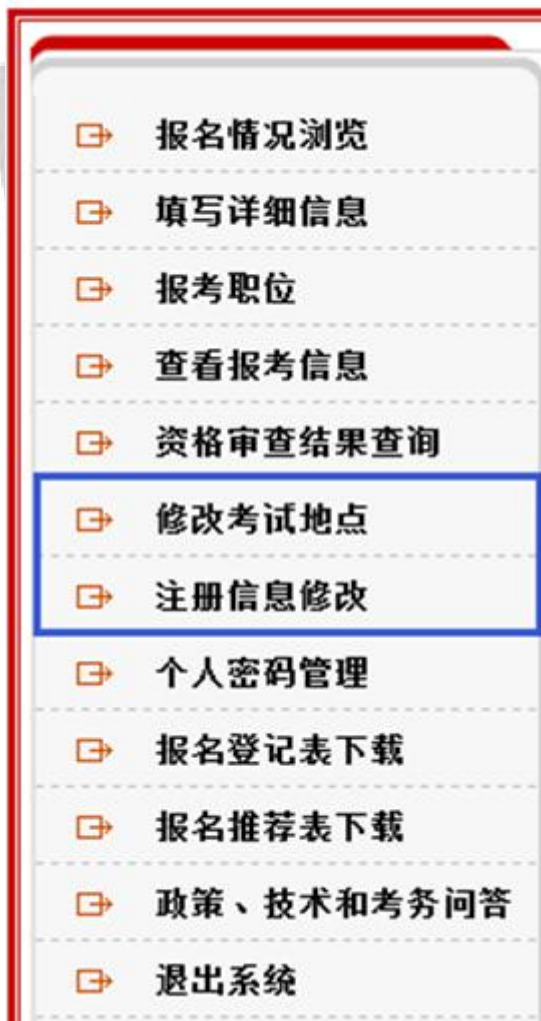 报名情况浏览
填写详细信息
报考职位
查看报考信息
资格审查结果查询
修改考试地点
注册信息修改
个人密码管理
报名登记表下载
报名推荐表下载
政策、技术和考务问答
退出系统